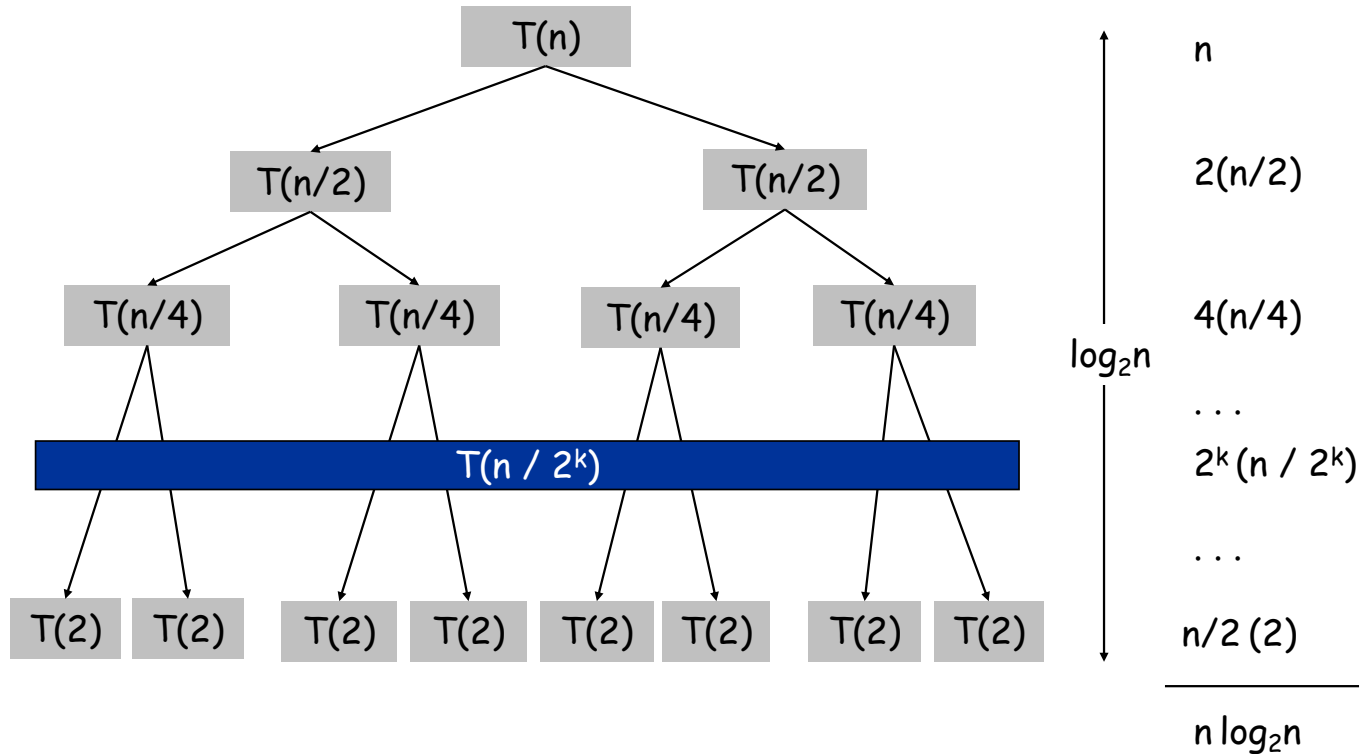 T(n)
n
T(n/2) T(n/2)
2(n/2)
T(n/4) T(n/4) T(n/4) T(n/4)
4(n/4)
log₂n
. . .
T(n / 2ᵏ)
2ᵏ (n / 2ᵏ)
. . .
T(2) T(2) T(2) T(2) T(2) T(2) T(2) T(2)
n/2 (2)
n log₂n